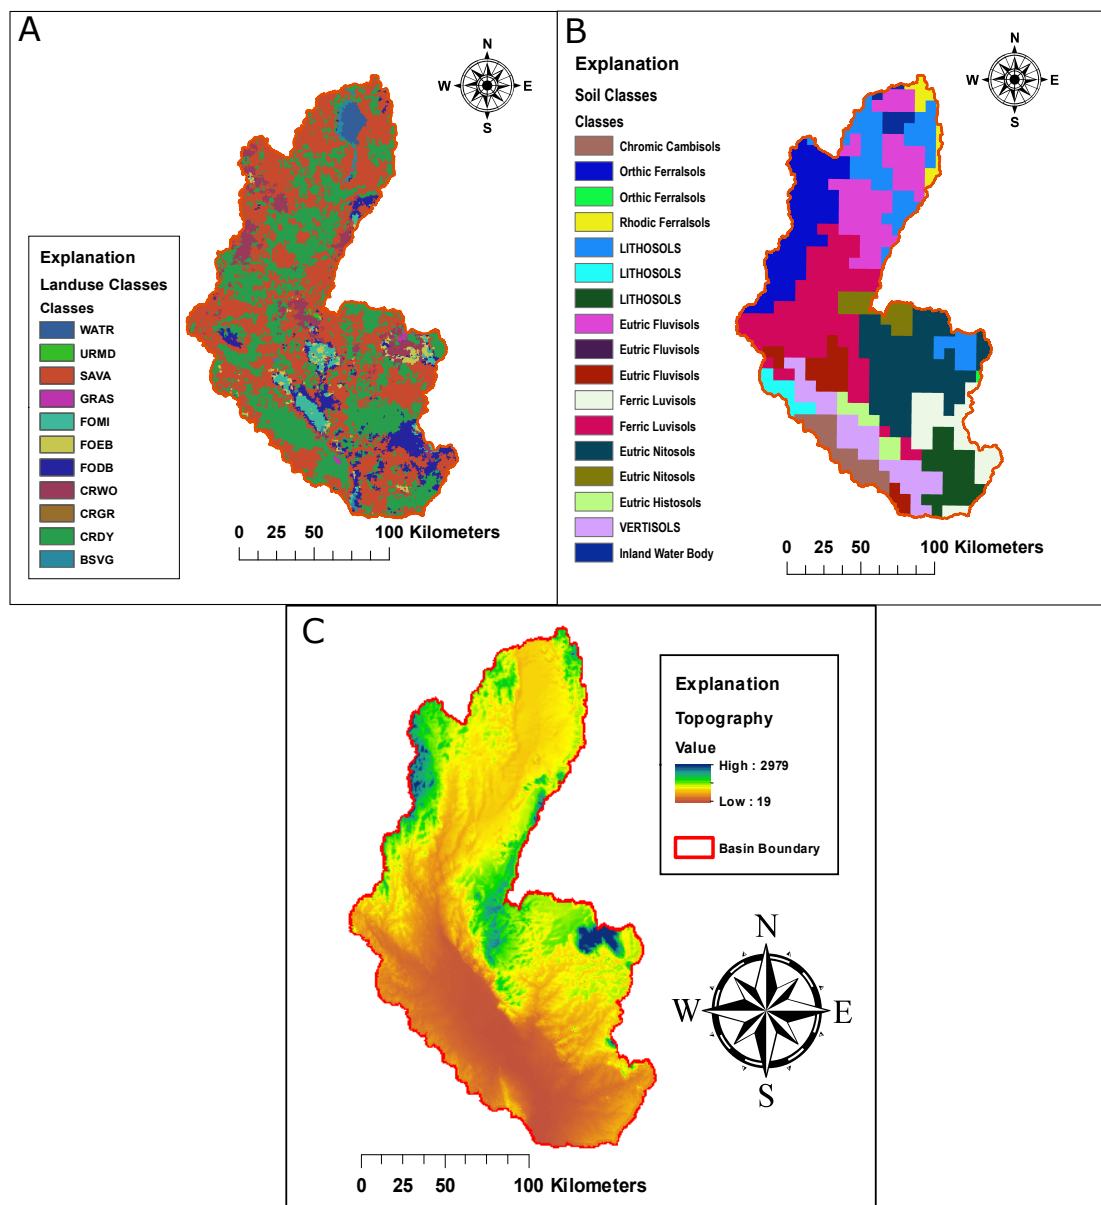 A
N
W
E
S
Explanation
Landuse Classes
Classes
WATR
URMD
SAVA
GRAS
FOMI
FOEB
FODB
CRWO
CRGR
CRDY
BSVG
0 25 50 100 Kilometers
B
N
W
E
S
Explanation
Soil Classes
Classes
Chromic Cambisols
Orthic Ferralsols
Orthic Ferralsols
Rhodic Ferralsols
LITHOSOLS
LITHOSOLS
LITHOSOLS
Eutric Fluvisols
Eutric Fluvisols
Eutric Fluvisols
Ferric Luvisols
Ferric Luvisols
Eutric Nitosols
Eutric Nitosols
Eutric Histosols
VERTISOLS
Inland Water Body
0 25 50 100 Kilometers
C
Explanation
Topography
Value
High : 2979
Low : 19
Basin Boundary
N
W
E
S
0 25 50 100 Kilometers